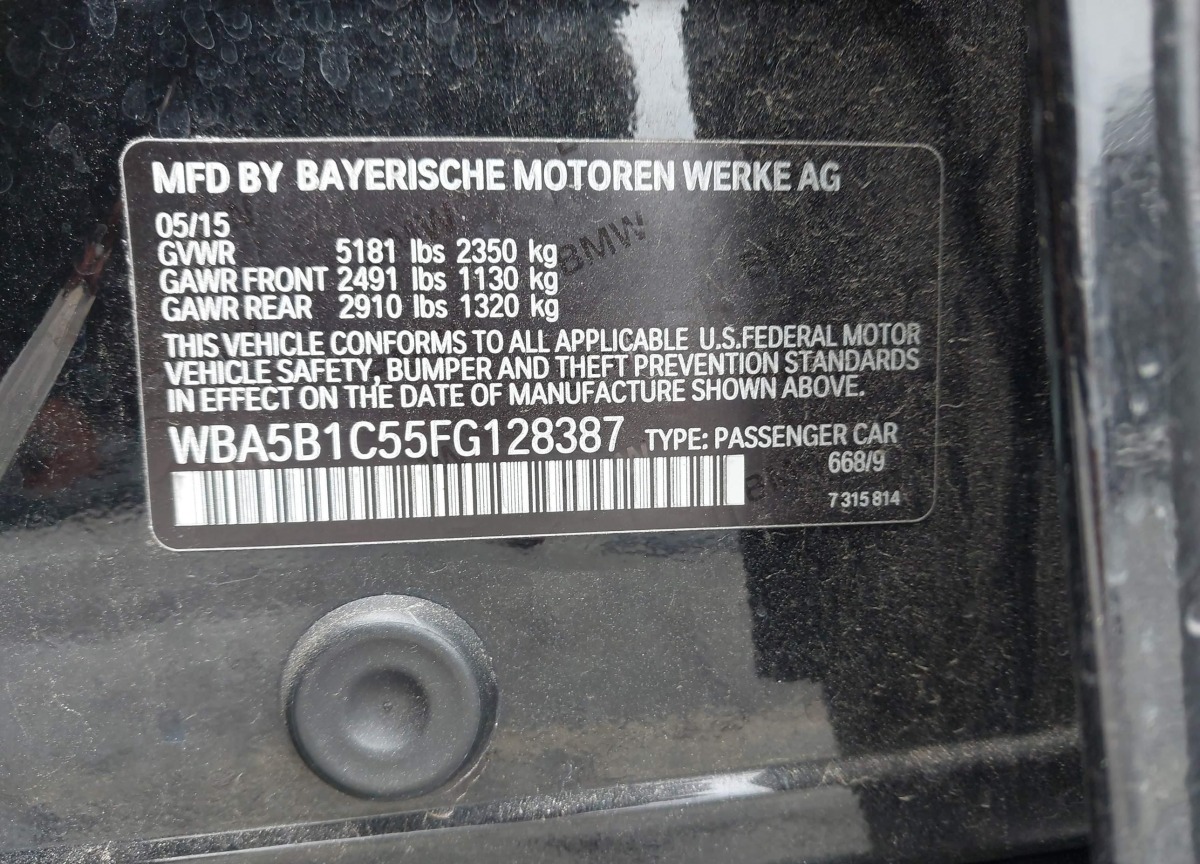 MFD BY BAYERISCHE MOTOREN WERKE AG
05/15
GVWR 5181 lbs 2350 kg
GAWR FRONT 2491 lbs 1130 kg
GAWR REAR 2910 lbs 1320 kg
THIS VEHICLE CONFORMS TO ALL APPLICABLE U.S.FEDERAL MOTOR
VEHICLE SAFETY, BUMPER AND THEFT PREVENTION STANDARDS
IN EFFECT ON THE DATE OF MANUFACTURE SHOWN ABOVE.
WBA5B1C55FG128387 TYPE: PASSENGER CAR
668/9
7 315 814
BMW